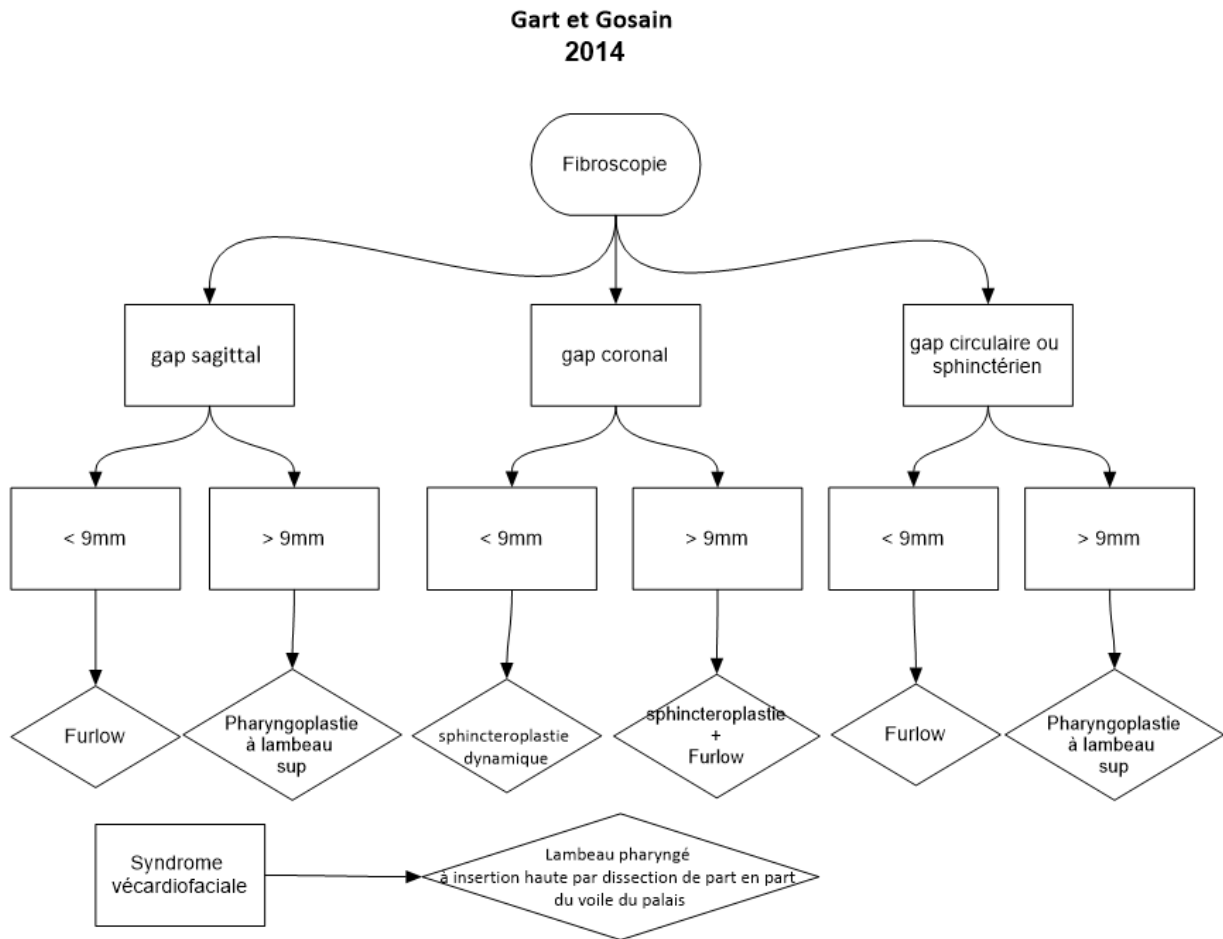 Gart et Gosain
2014
Fibroscopie
gap sagittal
gap coronal
gap circulaire ou
sphinctérien
< 9mm
> 9mm
< 9mm
> 9mm
< 9mm
> 9mm
Furlow
Pharyngoplastie
à lambeau
sup
sphincteroplastie
dynamique
sphincteroplastie
+
Furlow
Furlow
Pharyngoplastie
à lambeau
sup
Syndrome
vécardiofaciale
Lambeau pharyngé
à insertion haute par dissection de part en part
du voile du palais